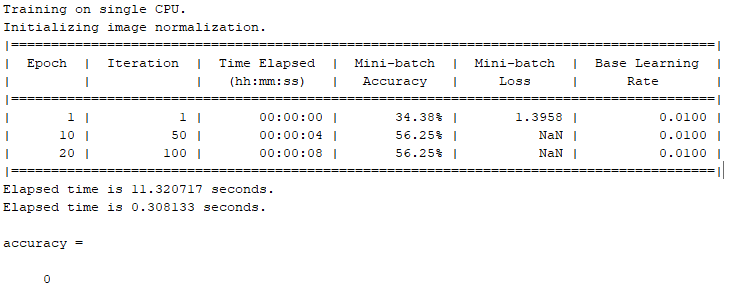 Training on single CPU.
Initializing image normalization.
|========================================================================================|
|  Epoch  |  Iteration  |  Time Elapsed  |  Mini-batch  |  Mini-batch  |  Base Learning  |
|         |             |   (hh:mm:ss)   |   Accuracy   |     Loss     |      Rate       |
|========================================================================================|
|       1 |           1 |       00:00:00 |       34.38% |       1.3958 |          0.0100 |
|      10 |          50 |       00:00:04 |       56.25% |          NaN |          0.0100 |
|      20 |         100 |       00:00:08 |       56.25% |          NaN |          0.0100 |
|========================================================================================|
Elapsed time is 11.320717 seconds.
Elapsed time is 0.308133 seconds.
accuracy =
0